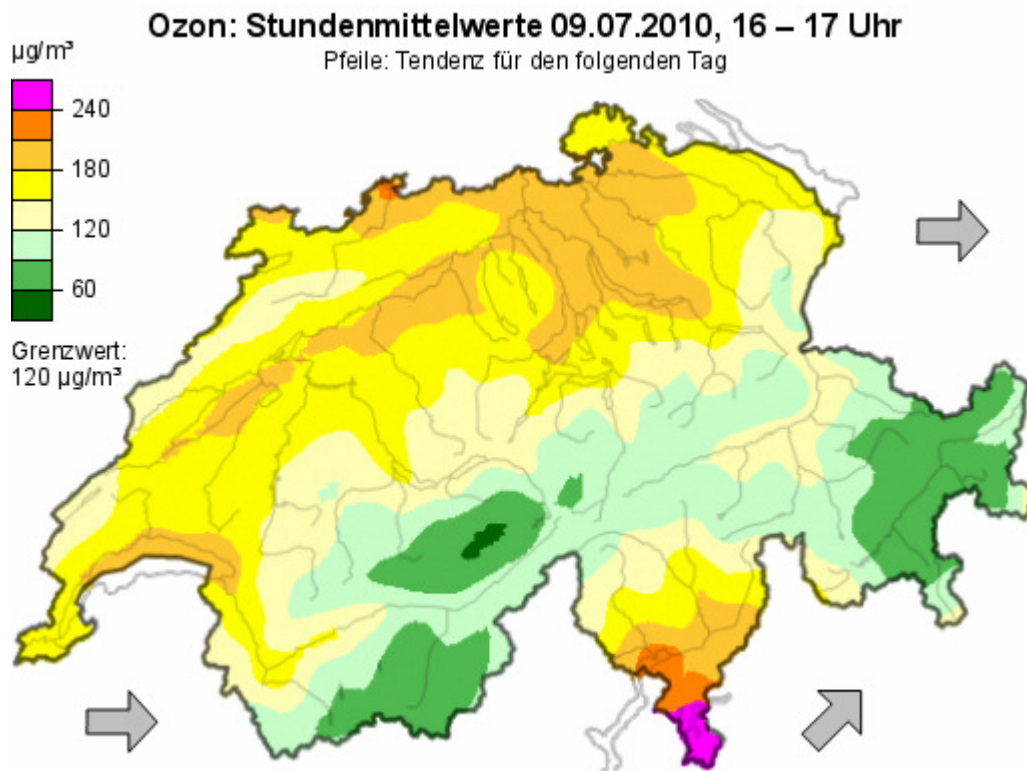 Ozon: Stundenmittelwerte 09.07.2010, 16 – 17 Uhr
Pfeile: Tendenz für den folgenden Tag
µg/m³
240
180
120
60
Grenzwert:
120 µg/m³